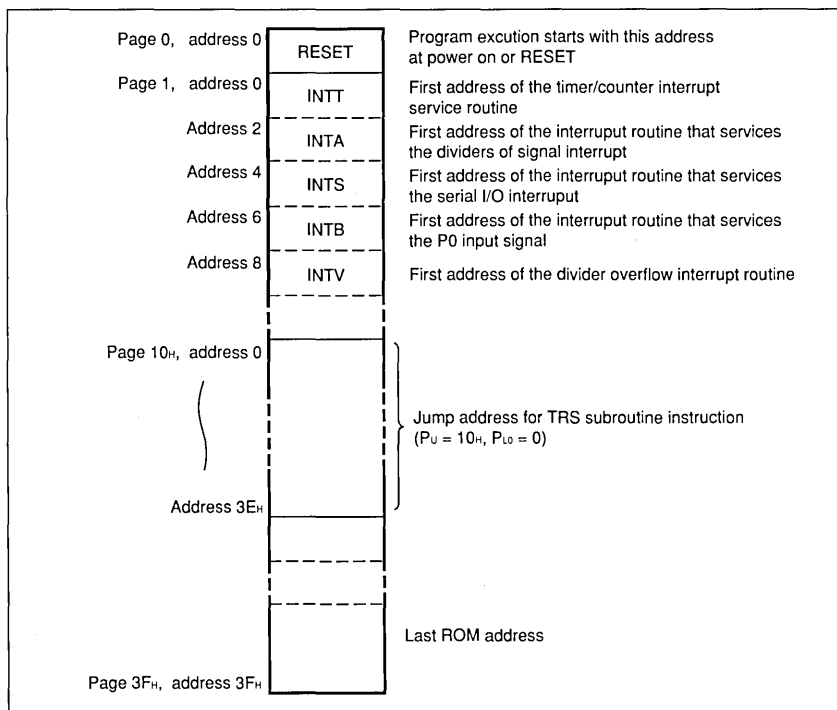 Page 0, address 0
RESET
Program excution starts with this address
at power on or RESET
Page 1, address 0
INTT
First address of the timer/counter interrupt
service routine
Address 2
INTA
First address of the interruput routine that services
the dividers of signal interrupt
Address 4
INTS
First address of the interruput routine that services
the serial I/O interruput
Address 6
INTB
First address of the interruput routine that services
the P0 input signal
Address 8
INTV
First address of the divider overflow interrupt routine
Page 10H, address 0
Jump address for TRS subroutine instruction
(PU = 10H, PL0 = 0)
Address 3EH
Last ROM address
Page 3FH, address 3FH